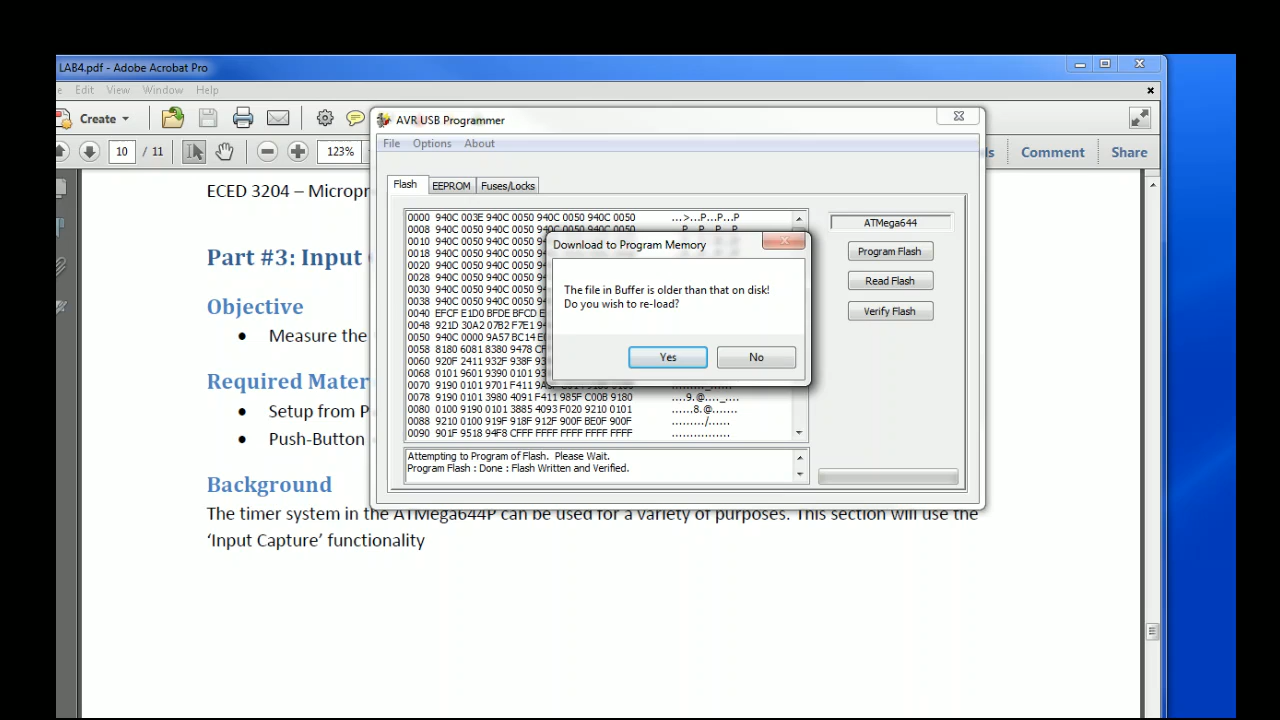 LAB4.pdf - Adobe Acrobat Pro
Edit View Window Help
Create
10 / 11 123%
Comment Share
AVR USB Programmer
File Options About
Flash EEPROM Fuses/Locks
0000 940C 003E 940C 0050 940C 0050 940C 0050 ...>...P...P...P
0008 940C 0050 940C 0050 940C 0050 940C 0050
0010 940C 0050 940C 0050 940C
0018 940C 0050 940C 0050 940C
0020 940C 0050 940C 0050 940C
0028 940C 0050 940C 0050 940C
0030 940C 0050 940C 0050 940C
0038 940C 0050 940C 0050 940C
0040 EFCF E1D0 BFDE BFCD
0048 921D 30A2 07B2 F7E1
0050 940C 0000 9A57 BC14
0058 8180 6081 8380 9478
0060 920F 2411 932F 938F
0068 0101 9601 9390 0101
0070 9190 0101 9701 F411
0078 9190 0101 3980 4091 F411 985F C00B 9180 ....9.@...._....
0080 0100 9190 0101 3885 4093 F020 9210 0101 ......8.@.......
0088 9210 0100 919F 918F 912F 900F BE0F 900F ........../.....
0090 901F 9518 94F8 CFFF FFFF FFFF FFFF FFFF ................
Attempting to Program of Flash. Please Wait.
Program Flash : Done : Flash Written and Verified.
ATMega644
Program Flash
Read Flash
Verify Flash
Download to Program Memory
The file in Buffer is older than that on disk!
Do you wish to re-load?
Yes No
ECED 3204 –
Part #3: Input
Objective
• Measure the
Required
• Setup from
• Push-Button
Background
The timer system in the ATMega644P can be used for a variety of purposes. This section will use the
‘Input Capture’ functionality